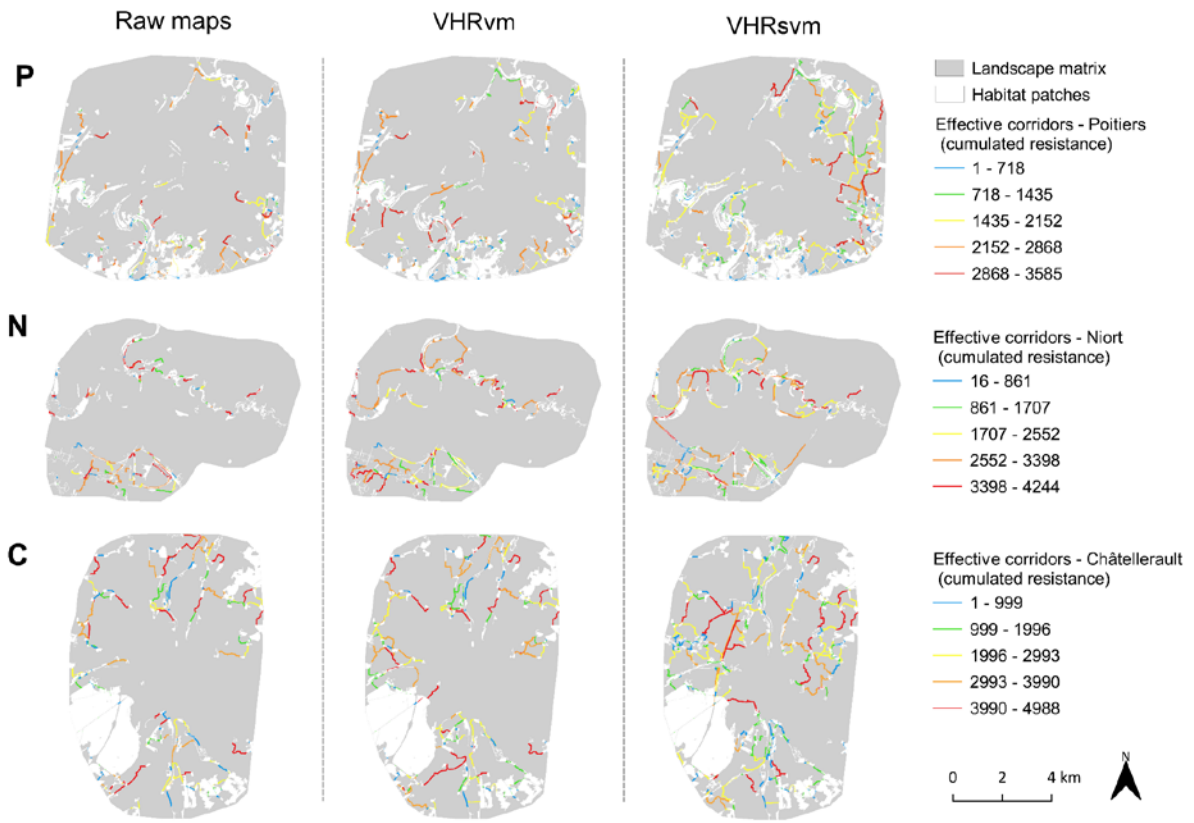 Raw maps
VHRvm
VHRsvm
P
Landscape matrix
Habitat patches
Effective corridors - Poitiers
(cumulated resistance)
1 - 718
718 - 1435
1435 - 2152
2152 - 2868
2868 - 3585
N
Effective corridors - Niort
(cumulated resistance)
16 - 861
861 - 1707
1707 - 2552
2552 - 3398
3398 - 4244
C
Effective corridors - Châtellerault
(cumulated resistance)
1 - 999
999 - 1996
1996 - 2993
2993 - 3990
3990 - 4988
N
0 2 4 km